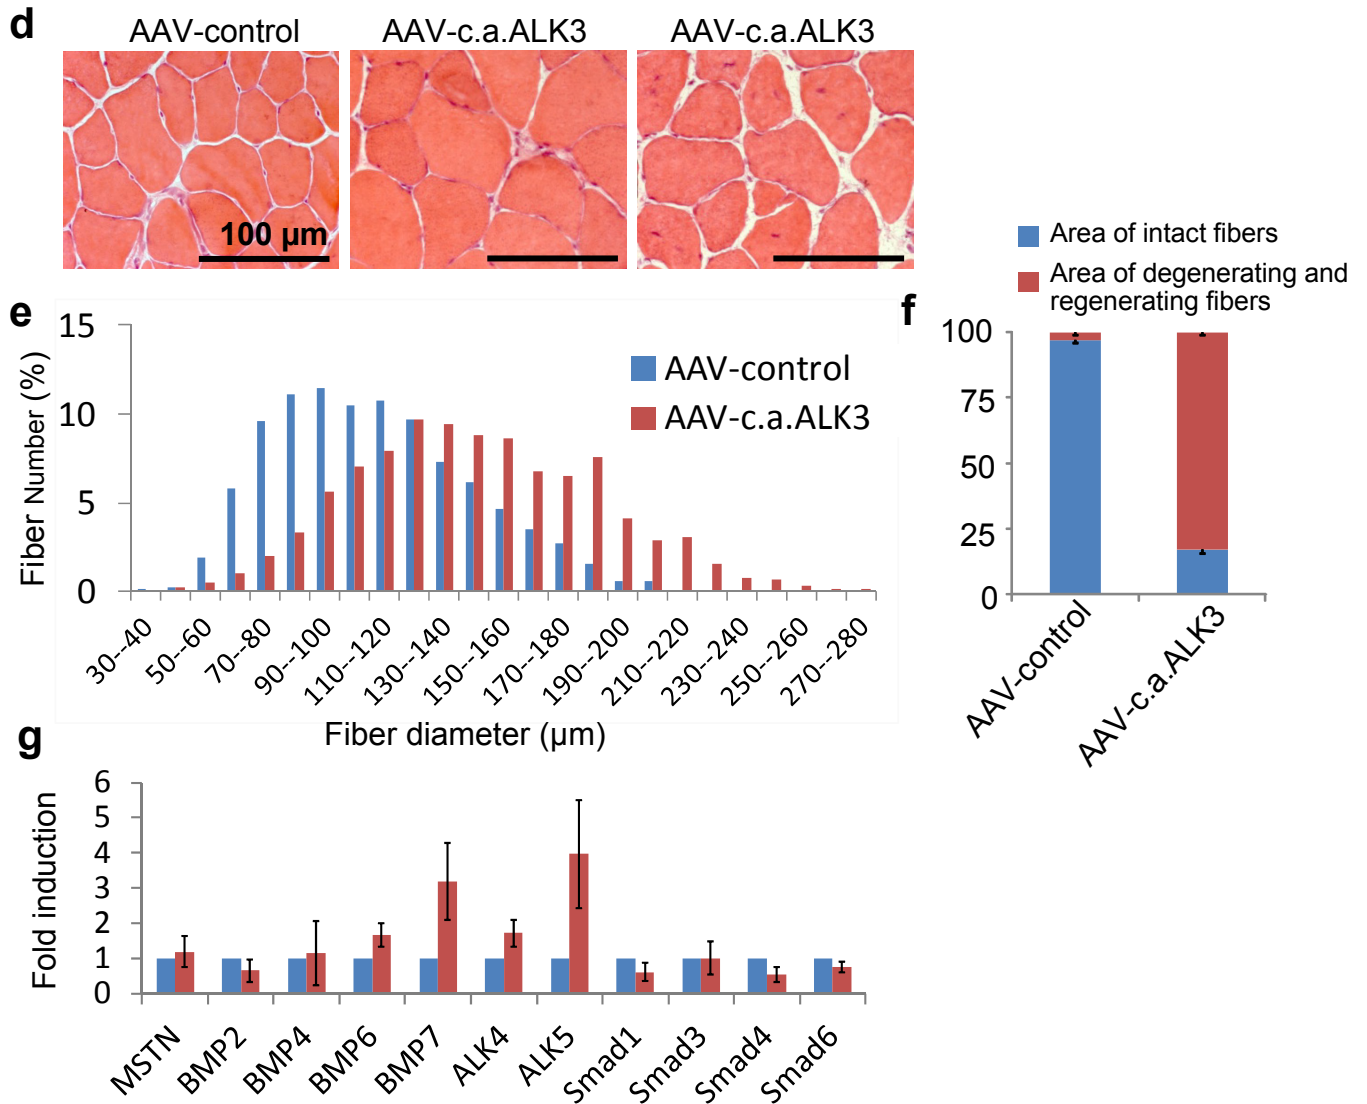 d
AAV-control
AAV-c.a.ALK3
AAV-c.a.ALK3
100 µm
e
15
10
5
0
Fiber Number (%)
AAV-control
AAV-c.a.ALK3
30--40
50--60
70--80
90--100
110--120
130--140
150--160
170--180
190--200
210--220
230--240
250--260
270--280
Fiber diameter (µm)
f
Area of intact fibers
Area of degenerating and
regenerating fibers
100
75
50
25
0
AAV-control
AAV-c.a.ALK3
g
6
5
4
3
2
1
0
Fold induction
MSTN
BMP2
BMP4
BMP6
BMP7
ALK4
ALK5
Smad1
Smad3
Smad4
Smad6